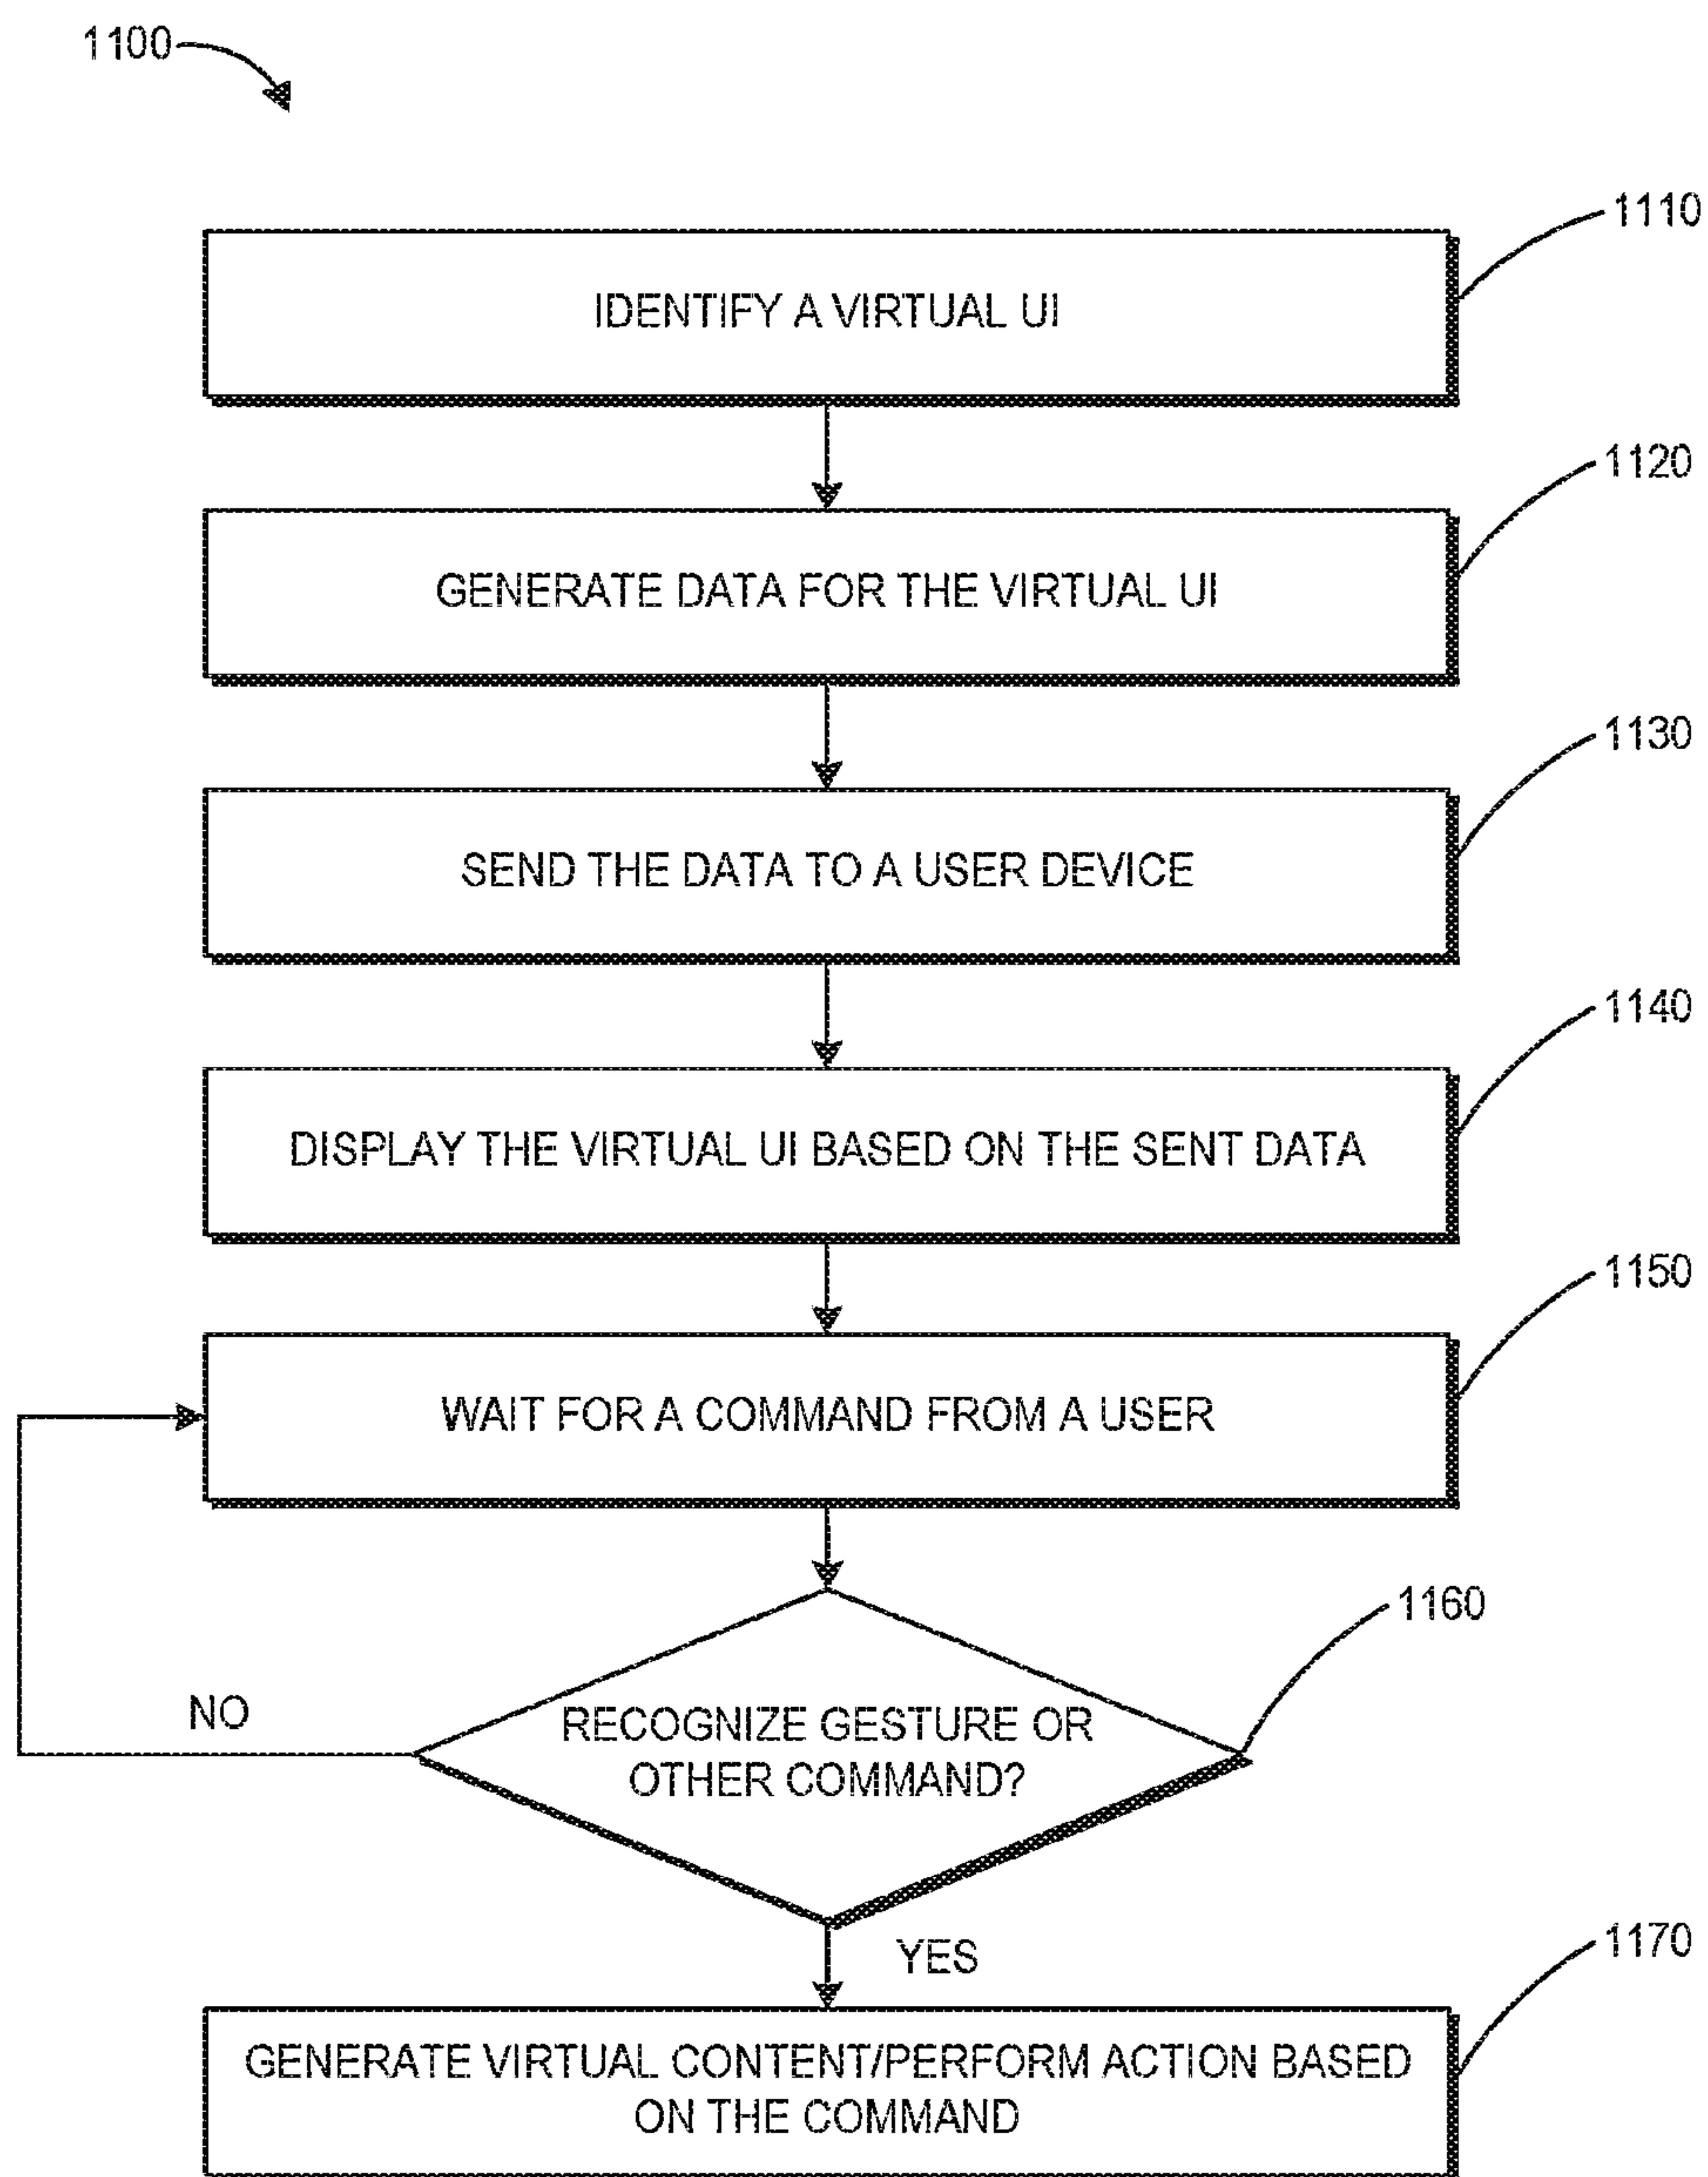 1100
1110
IDENTIFY A VIRTUAL UI
1120
GENERATE DATA FOR THE VIRTUAL UI
1130
SEND THE DATA TO A USER DEVICE
1140
DISPLAY THE VIRTUAL UI BASED ON THE SENT DATA
1150
WAIT FOR A COMMAND FROM A USER
1160
NO
RECOGNIZE GESTURE OR
OTHER COMMAND?
YES
1170
GENERATE VIRTUAL CONTENT/PERFORM ACTION BASED
ON THE COMMAND